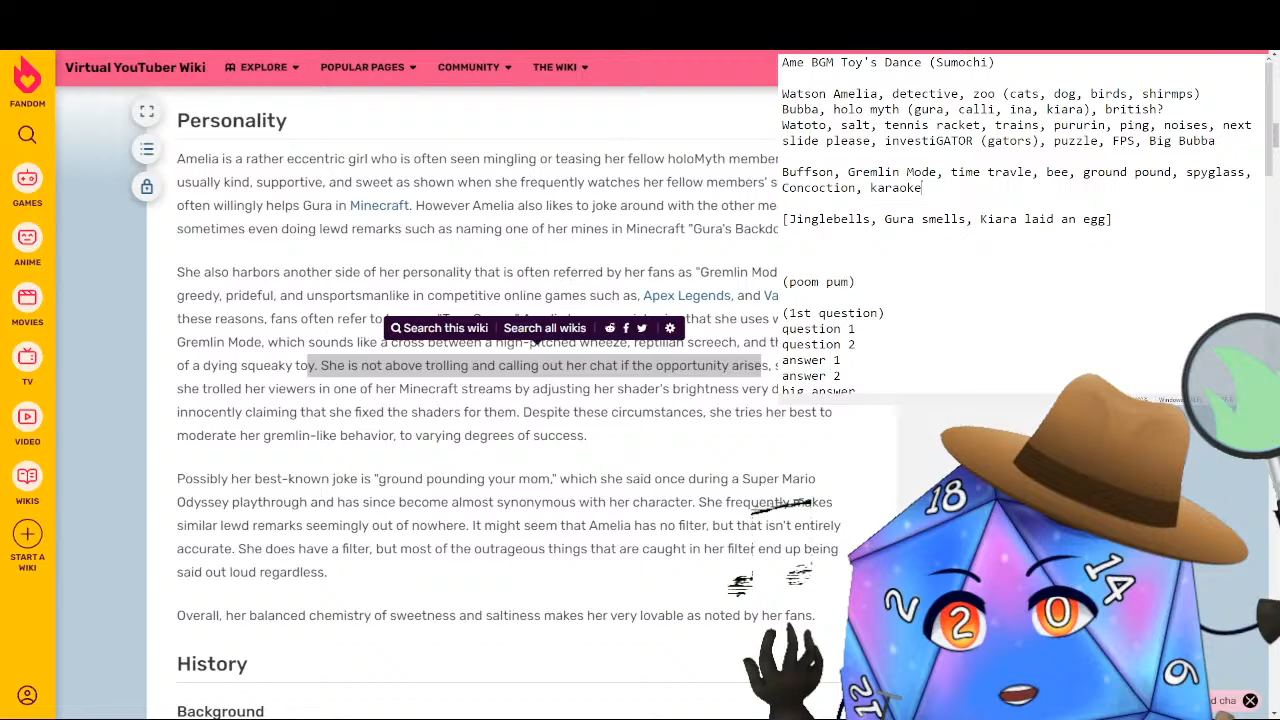 FANDOM
GAMES
ANIME
MOVIES
TV
VIDEO
WIKIS
START A
WIKI
Virtual YouTuber Wiki
EXPLORE
POPULAR PAGES
COMMUNITY
THE WIKI
Personality
Amelia is a rather eccentric girl who is often seen mingling or teasing her fellow holoMyth member
usually kind, supportive, and sweet as shown when she frequently watches her fellow members' s
often willingly helps Gura in Minecraft. However Amelia also likes to joke around with the other me
sometimes even doing lewd remarks such as naming one of her mines in Minecraft "Gura's Backdo
She also harbors another side of her personality that is often referred by her fans as "Gremlin Mod
greedy, prideful, and unsportsmanlike in competitive online games such as, Apex Legends, and Va
these reasons, fans often refer to
that she uses w
Search this wiki
Search all wikis
Gremlin Mode, which sounds like a cross between a high-pitched wheeze, reptilian screech, and th
of a dying squeaky toy. She is not above trolling and calling out her chat if the opportunity arises, s
she trolled her viewers in one of her Minecraft streams by adjusting her shader's brightness very d
innocently claiming that she fixed the shaders for them. Despite these circumstances, she tries her best to
moderate her gremlin-like behavior, to varying degrees of success.
Possibly her best-known joke is "ground pounding your mom," which she said once during a Super Mario
Odyssey playthrough and has since become almost synonymous with her character. She frequently makes
similar lewd remarks seemingly out of nowhere. It might seem that Amelia has no filter, but that isn't entirely
accurate. She does have a filter, but most of the outrageous things that are caught in her filter end up being
said out loud regardless.
Overall, her balanced chemistry of sweetness and saltiness makes her very lovable as noted by her fans.
History
Background
Ame BGM Toy's Dance (Sumochi)
Watson Amelia, detective, zoo (cats, dog, birds, shirmps)
Bubba, holo myth (gura, calli, ina, kiara), british?
Watoto, salt, tennis racket, trains, pururin, ping, noises, next
slide please, investiGATOR (gators), puzzle, FPS, Big Bubba
Buffson, Gremlin Mode, time travle, bee, ground pound, spyglass,
Concoction, karaoke
[Jinglebells, Gura smells, Kiara laid an egg]
(poom pum)
(1st question)
question 1
question 2
answer 1
answer 2
big answer
18
14
2
2
0
9
12
d cha